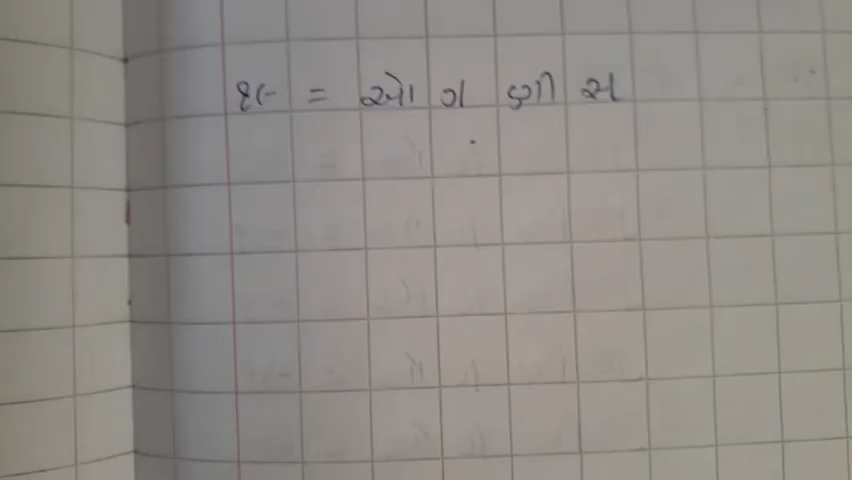 ૧૯ = ઓ ગ ણી સ